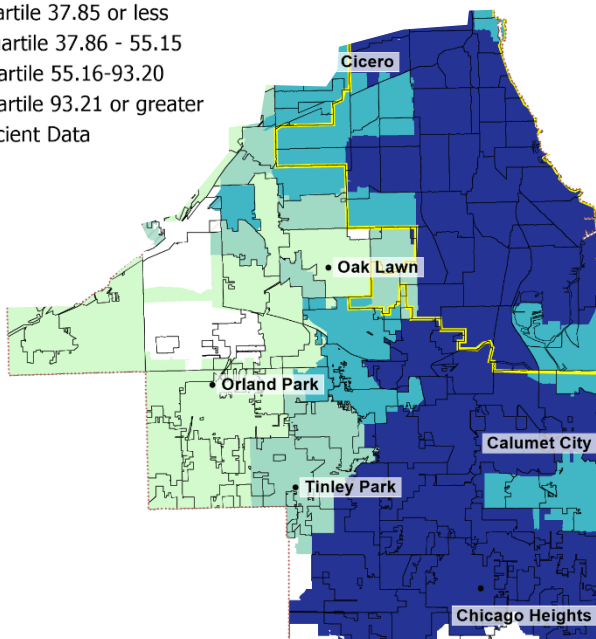 artile 37.85 or less
uartile 37.86 - 55.15
artile 55.16-93.20
artile 93.21 or greater
cient Data
Cicero
Oak Lawn
Orland Park
Calumet City
Tinley Park
Chicago Heights